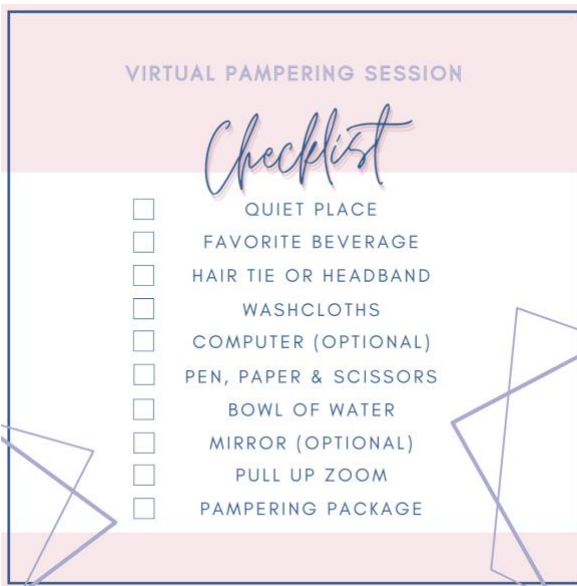 VIRTUAL PAMPERING SESSION
Checklist
QUIET PLACE
FAVORITE BEVERAGE
HAIR TIE OR HEADBAND
WASHCLOTHS
COMPUTER (OPTIONAL)
PEN, PAPER & SCISSORS
BOWL OF WATER
MIRROR (OPTIONAL)
PULL UP ZOOM
PAMPERING PACKAGE